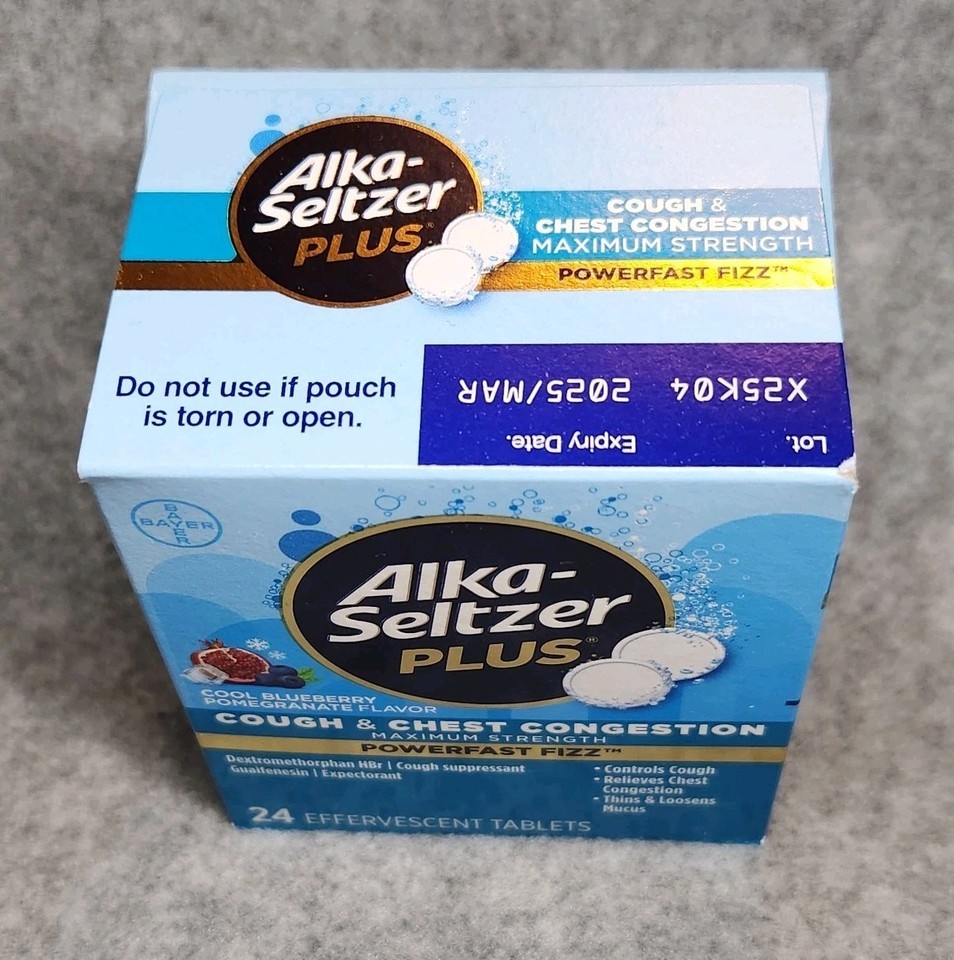 Alka-
Seltzer
PLUS®
COUGH &
CHEST CONGESTION
MAXIMUM STRENGTH
POWERFAST FIZZ™
Do not use if pouch
is torn or open.
Lot. Expiry Date.
X25K04 2025/MAR
BAYER
BAYER
Alka-
Seltzer
PLUS®
COOL BLUEBERRY
POMEGRANATE FLAVOR
COUGH & CHEST CONGESTION
MAXIMUM STRENGTH
POWERFAST FIZZ™
Dextromethorphan HBr | Cough suppressant
Guaifenesin | Expectorant
• Controls Cough
• Relieves Chest
Congestion
• Thins & Loosens
Mucus
24 EFFERVESCENT TABLETS